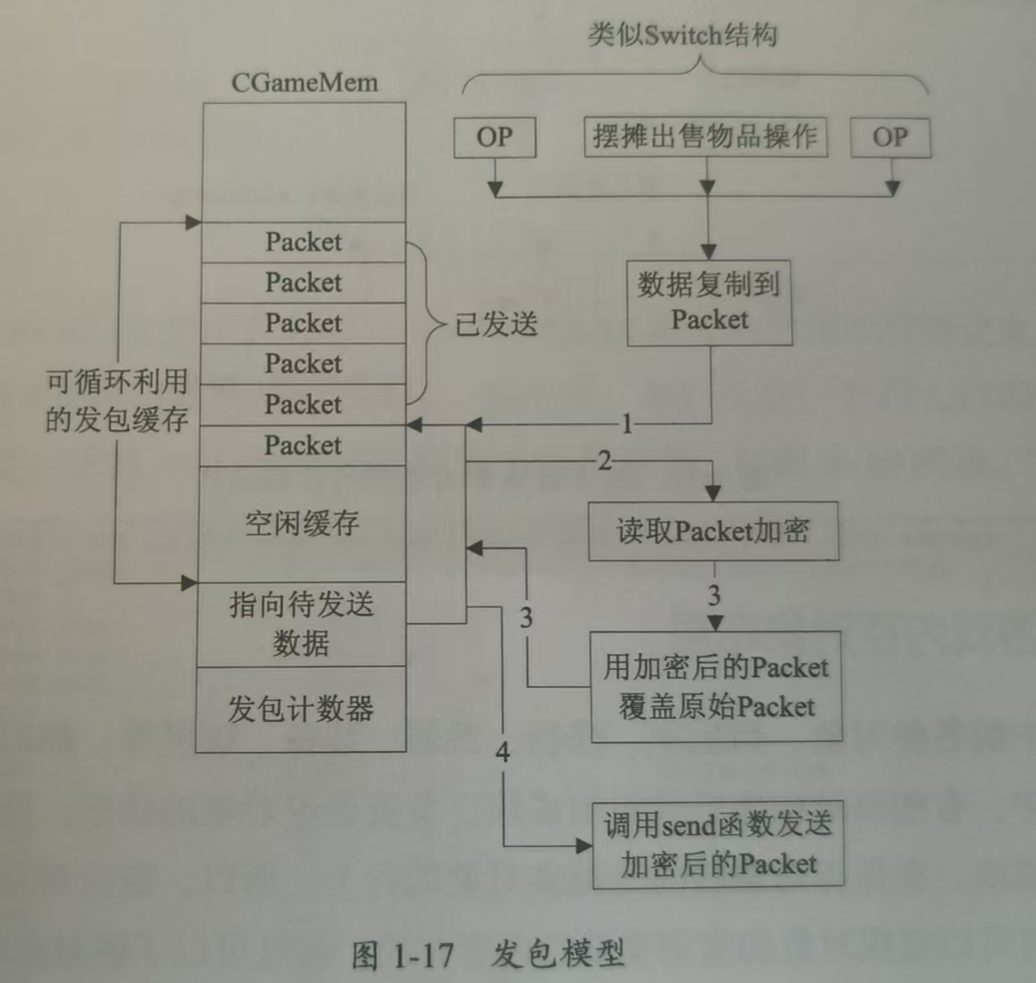 类似Switch结构
CGameMem
OP
摆摊出售物品操作
OP
Packet
Packet
Packet
Packet
Packet
Packet
已发送
数据复制到
Packet
可循环利用
的发包缓存
1
2
空闲缓存
读取Packet加密
3
3
指向待发送
数据
用加密后的Packet
覆盖原始Packet
发包计数器
4
调用send函数发送
加密后的Packet
图 1-17 发包模型